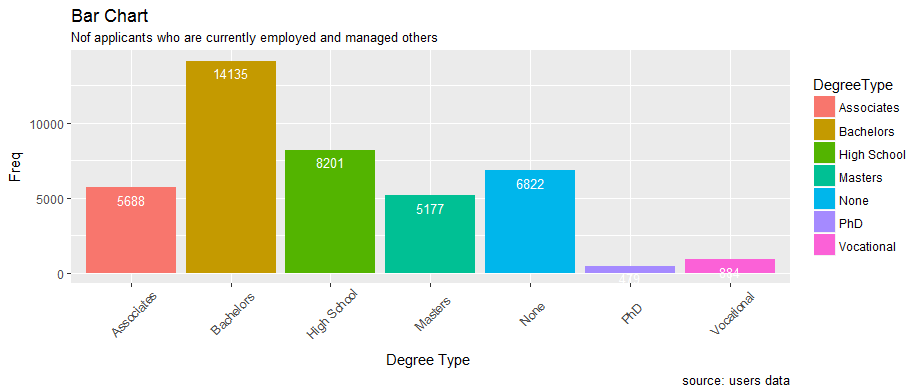 Bar Chart
Nof applicants who are currently employed and managed others
Freq
10000
5000
0
5688
14135
8201
5177
6822
479
884
Associates
Bachelors
High School
Masters
None
PhD
Vocational
Degree Type
DegreeType
Associates
Bachelors
High School
Masters
None
PhD
Vocational
source: users data